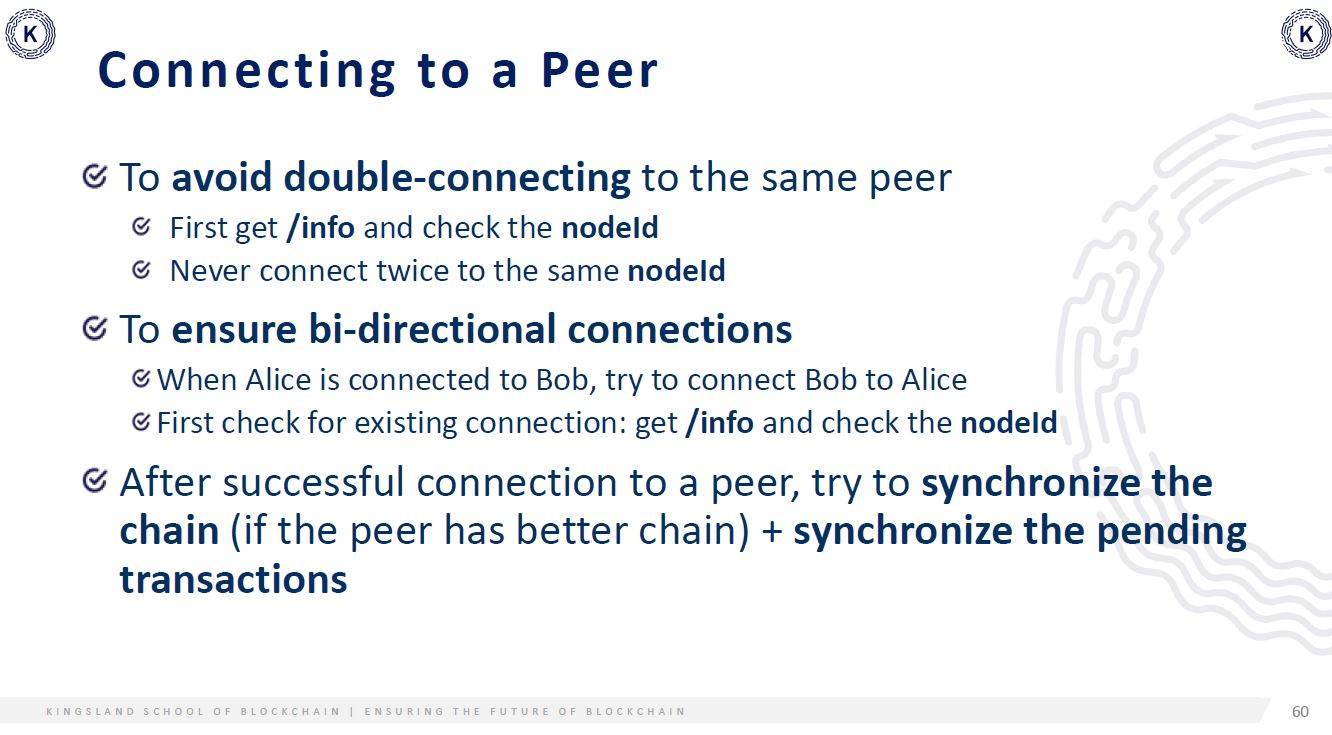 K
K
Connecting to a Peer
To avoid double-connecting to the same peer
First get /info and check the nodeId
Never connect twice to the same nodeId
To ensure bi-directional connections
When Alice is connected to Bob, try to connect Bob to Alice
First check for existing connection: get /info and check the nodeId
After successful connection to a peer, try to synchronize the
chain (if the peer has better chain) + synchronize the pending
transactions
KINGSLAND SCHOOL OF BLOCKCHAIN | ENSURING THE FUTURE OF BLOCKCHAIN
60